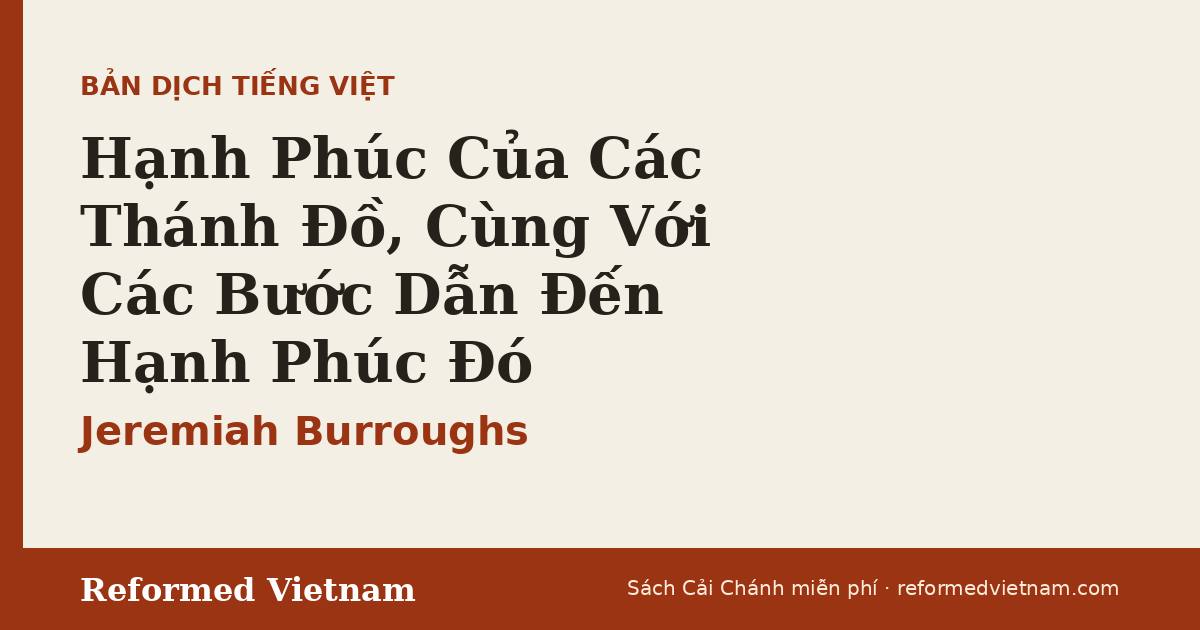 BẢN DỊCH TIẾNG VIỆT
Hạnh Phúc Của Các
Thánh Đồ, Cùng Với
Các Bước Dẫn Đến
Hạnh Phúc Đó
Jeremiah Burroughs
Reformed Vietnam
Sách Cải Chánh miễn phí · reformedvietnam.com